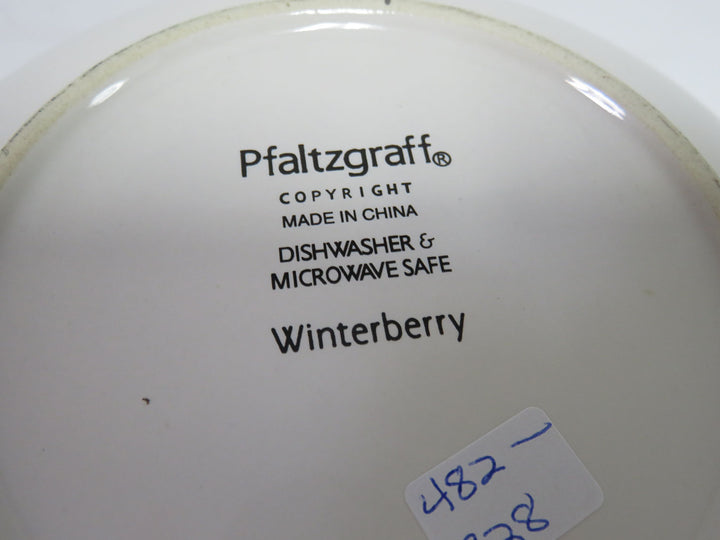 Pfaltzgraff®
COPYRIGHT
MADE IN CHINA
DISHWASHER &
MICROWAVE SAFE
Winterberry
482 –